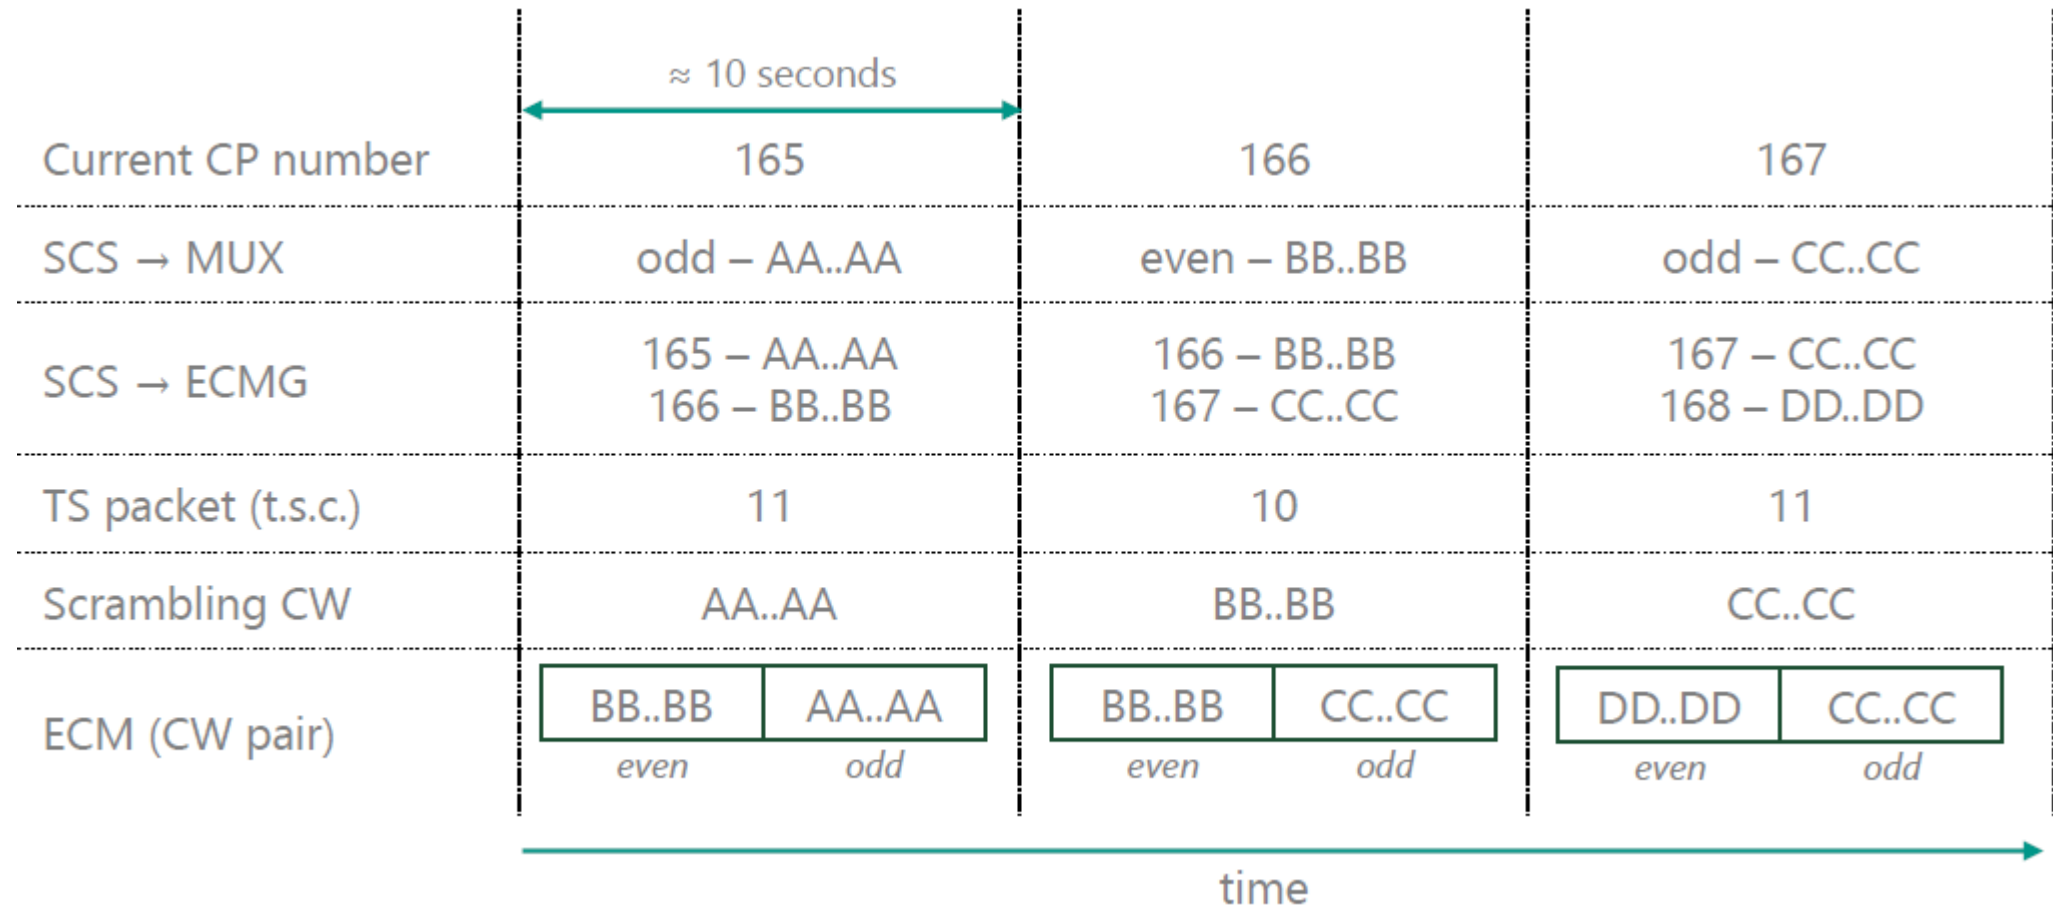 ≈ 10 seconds
Current CP number 165 166 167
SCS → MUX odd – AA..AA even – BB..BB odd – CC..CC
165 – AA..AA 166 – BB..BB 167 – CC..CC
SCS → ECMG
166 – BB..BB 167 – CC..CC 168 – DD..DD
TS packet (t.s.c.) 11 10 11
Scrambling CW AA..AA BB..BB CC..CC
ECM (CW pair) BB..BB AA..AA BB..BB CC..CC DD..DD CC..CC
even odd even odd even odd
time